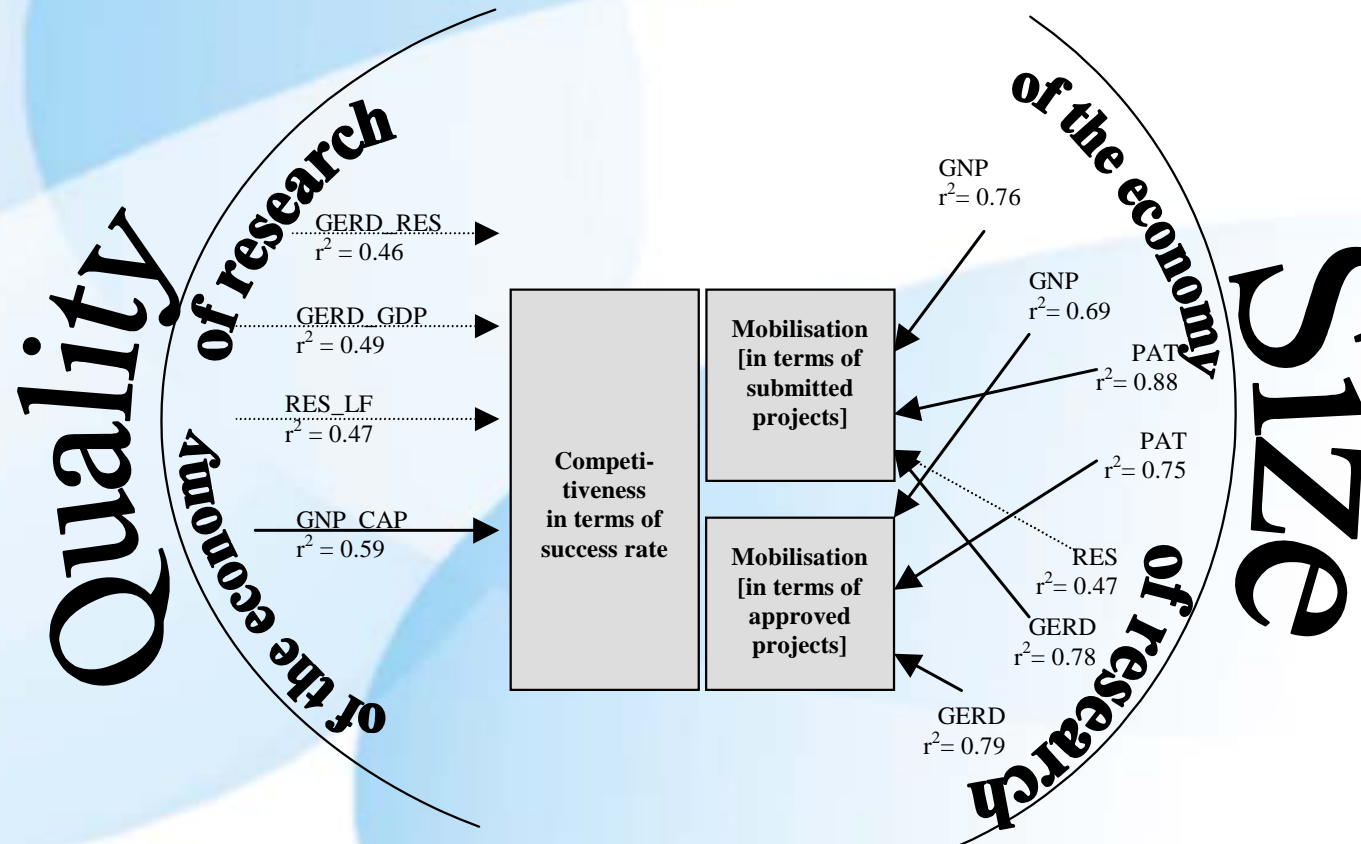 Quality
of research
of the economy
GERD_RES
r² = 0.46
GERD_GDP
r² = 0.49
RES_LF
r² = 0.47
GNP_CAP
r² = 0.59
Competi-
tiveness
in terms of
success rate
Mobilisation
[in terms of
submitted
projects]
Mobilisation
[in terms of
approved
projects]
GNP
r²= 0.76
GNP
r²= 0.69
PAT
r²= 0.88
PAT
r²= 0.75
RES
r²= 0.47
GERD
r²= 0.78
GERD
r²= 0.79
of the economy
of research
Size